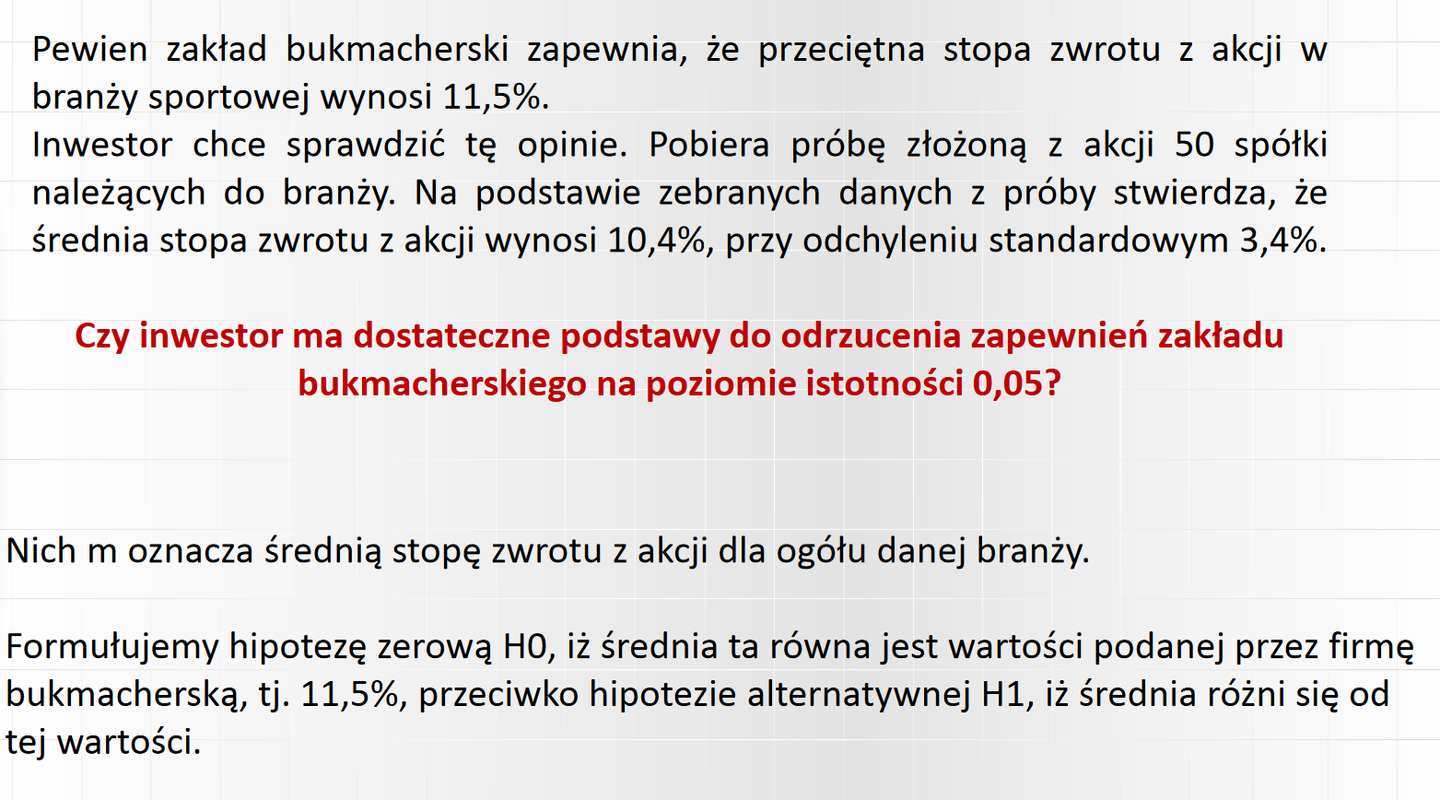 Pewien zakład bukmacherski zapewnia, że przeciętna stopa zwrotu z akcji w
branży sportowej wynosi 11,5%.
Inwestor chce sprawdzić tę opinie. Pobiera próbę złożoną z akcji 50 spółki
należących do branży. Na podstawie zebranych danych z próby stwierdza, że
średnia stopa zwrotu z akcji wynosi 10,4%, przy odchyleniu standardowym 3,4%.
Czy inwestor ma dostateczne podstawy do odrzucenia zapewnień zakładu
bukmacherskiego na poziomie istotności 0,05?
Nich m oznacza średnią stopę zwrotu z akcji dla ogółu danej branży.
Formułujemy hipotezę zerową H0, iż średnia ta równa jest wartości podanej przez firmę
bukmacherską, tj. 11,5%, przeciwko hipotezie alternatywnej H1, iż średnia różni się od
tej wartości.